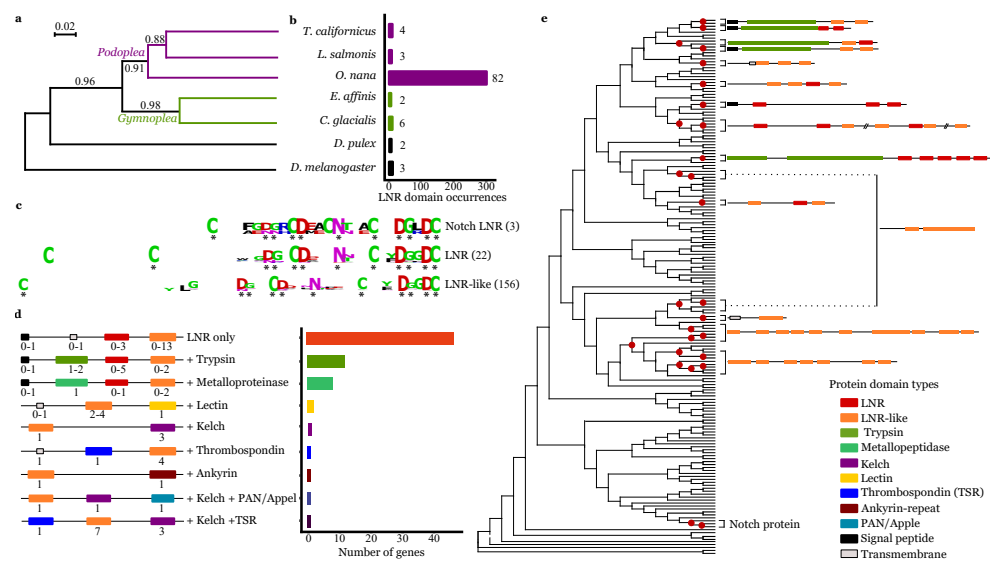 a
0.02
0.88
Podoplea
0.91
0.96
0.98
Gymnoplea
b
T. californicus 4
L. salmonis 3
O. nana 82
E. affinis 2
C. glacialis 6
D. pulex 2
D. melanogaster 3
0 100 200 300
LNR domain occurrences
c
Notch LNR (3)
LNR (22)
LNR-like (156)
d
LNR only
0-1 0-1 0-3 0-13
+ Trypsin
0-1 1-2 0-5 0-2
+ Metalloproteinase
0-1 1 0-1 0-2
+ Lectin
0-1 2-4 1
+ Kelch
1 3
+ Thrombospondin
1 1 4
+ Ankyrin
1 1
+ Kelch + PAN/Appel
1 1 1
+ Kelch +TSR
1 7 3
0 10 20 30 40
Number of genes
e
Notch protein
Protein domain types
LNR
LNR-like
Trypsin
Metallopeptidase
Kelch
Lectin
Thrombospondin (TSR)
Ankyrin-repeat
PAN/Apple
Signal peptide
Transmembrane